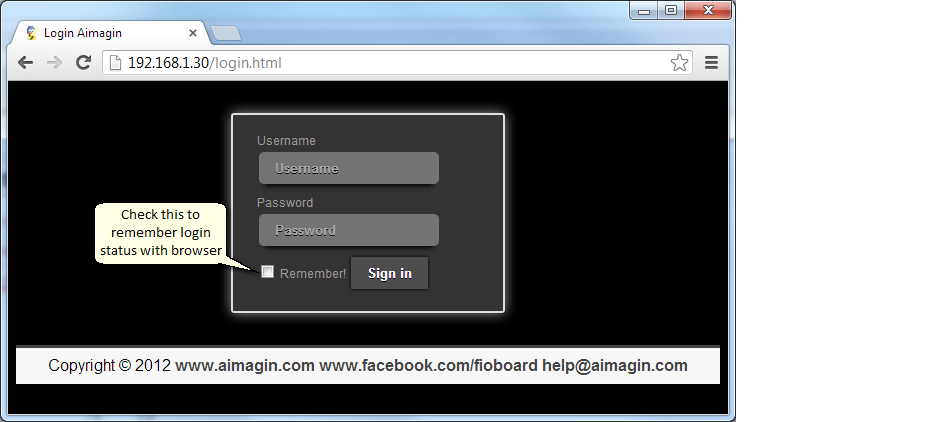 Login Aimagin
192.168.1.30/login.html
Username
Username
Password
Password
Check this to
remember login
status with browser
Remember! Sign in
Copyright © 2012 www.aimagin.com www.facebook.com/fioboard help@aimagin.com